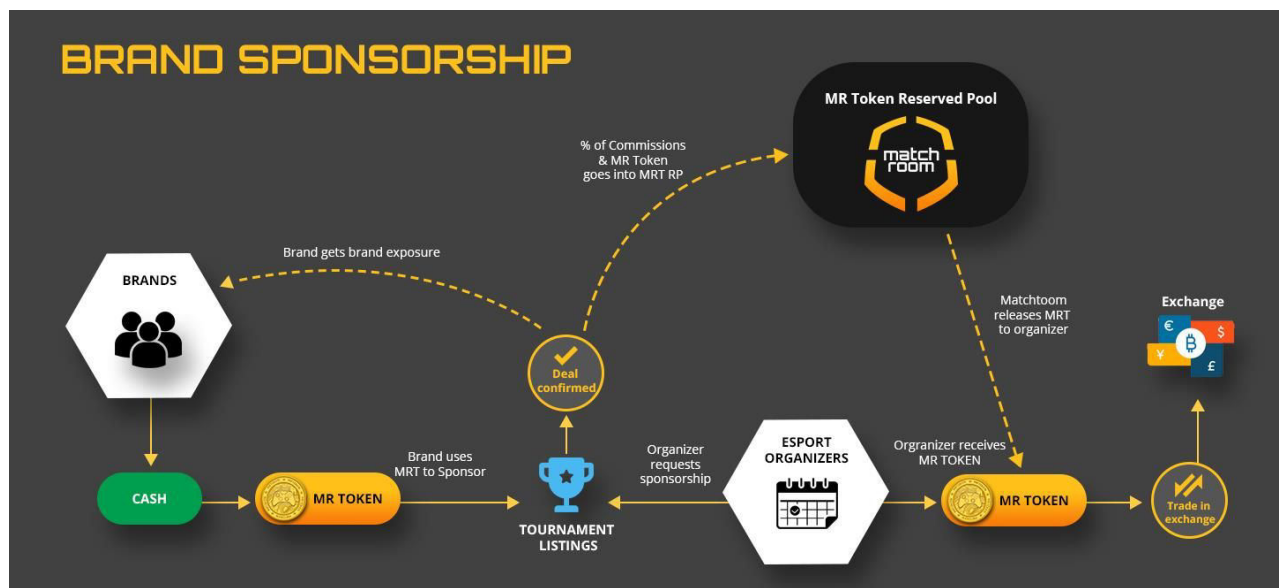 BRAND SPONSORSHIP
MR Token Reserved Pool
match
room
% of Commissions
& MR Token
goes into MRT RP
Brand gets brand exposure
BRANDS
Matchtoom
releases MRT
to organizer
Exchange
€
$
¥
B
£
Deal
confirmed
Brand uses
MRT to Sponsor
Organizer
requests
sponsorship
ESPORT
ORGANIZERS
Orgranizer receives
MR TOKEN
CASH
MR TOKEN
TOURNAMENT
LISTINGS
MR TOKEN
Trade in
exchange